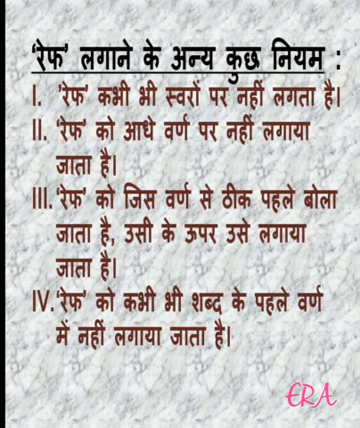 ‘रेफ’ लगाने के अन्य कुछ नियम :
I. ’रेफ’ कभी भी स्वरों पर नहीं लगता है।
II. ‘रेफ’ को आधे वर्ण पर नहीं लगाया
जाता है।
III. ‘रेफ’ को जिस वर्ण से ठीक पहले बोला
जाता है, उसी के ऊपर उसे लगाया
जाता है।
IV. ‘रेफ’ को कभी भी शब्द के पहले वर्ण
में नहीं लगाया जाता है।
ERA